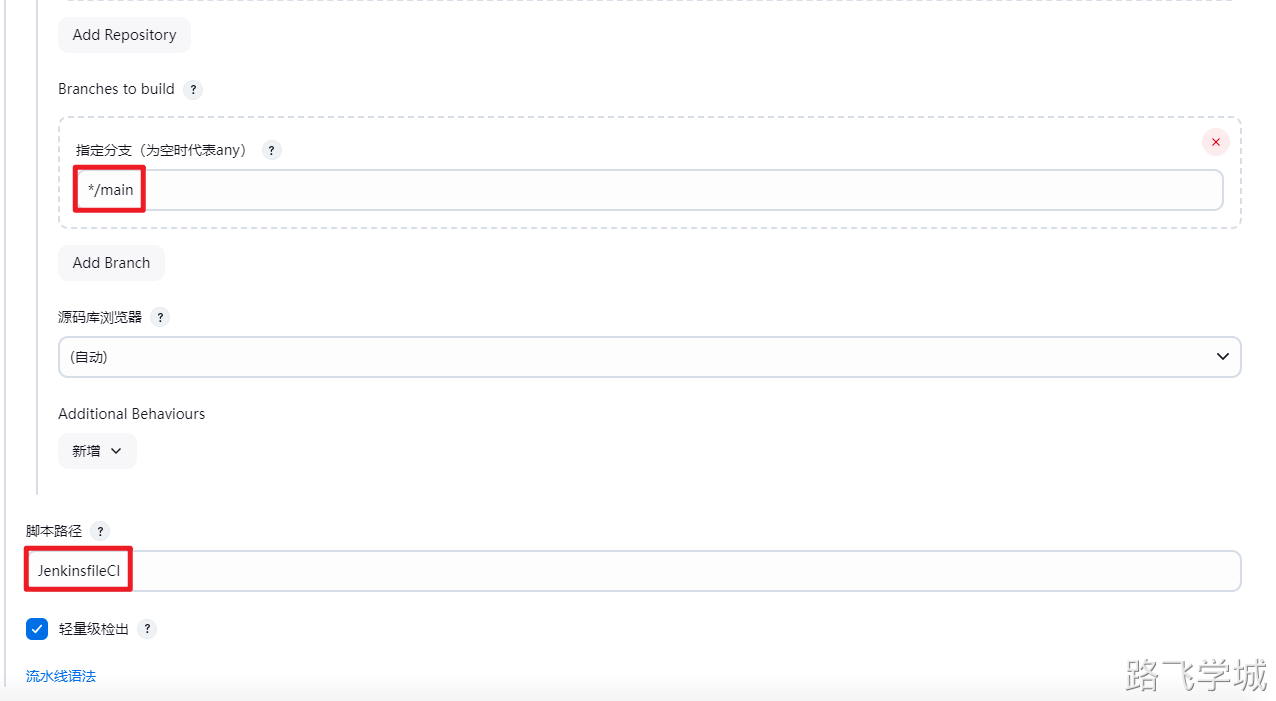 Add Repository
Branches to build ?
指定分支（为空时代表any） ?
*/main
Add Branch
源码库浏览器 ?
(自动)
Additional Behaviours
新增
脚本路径 ?
JenkinsfileCI
轻量级检出 ?
流水线语法
路飞学城